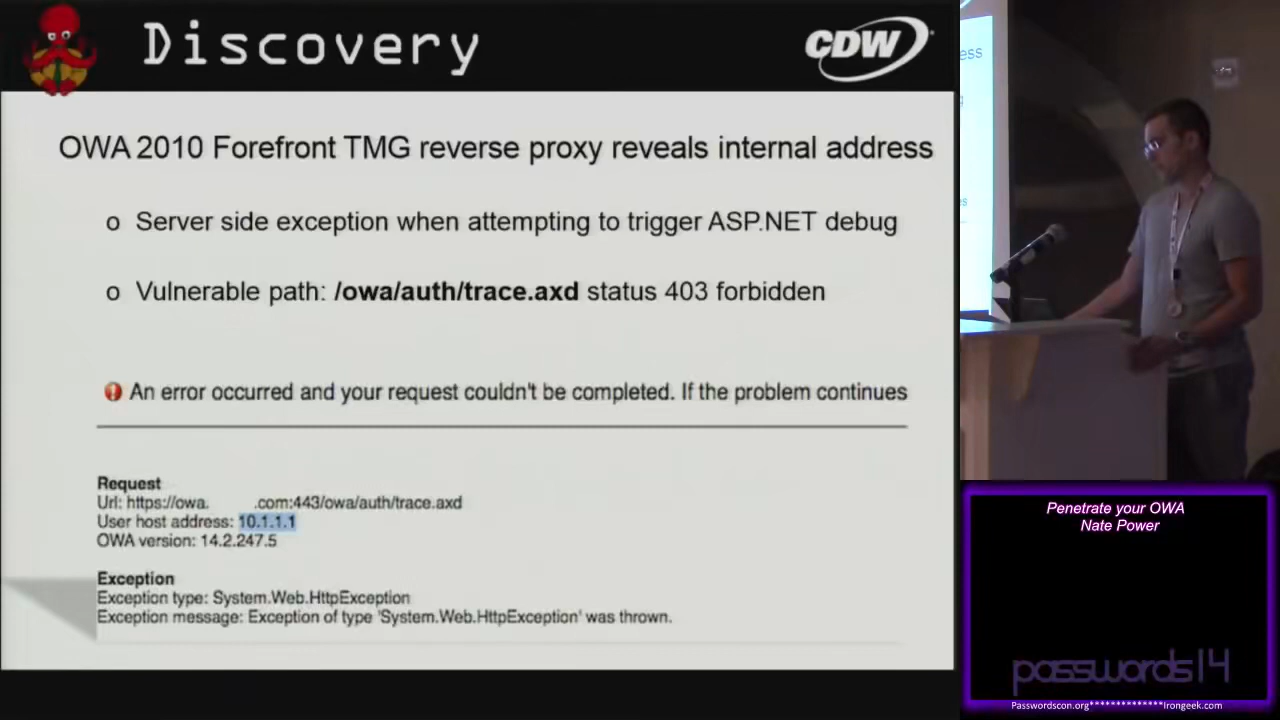 Discovery
CDW
OWA 2010 Forefront TMG reverse proxy reveals internal address
o Server side exception when attempting to trigger ASP.NET debug
o Vulnerable path: /owa/auth/trace.axd status 403 forbidden
An error occurred and your request couldn't be completed. If the problem continues
Request
Url: https://owa. .com:443/owa/auth/trace.axd
User host address: 10.1.1.1
OWA version: 14.2.247.5
Exception
Exception type: System.Web.HttpException
Exception message: Exception of type 'System.Web.HttpException' was thrown.
ess
Penetrate your OWA
Nate Power
passwords14
Passwordscon.org**************Irongeek.com